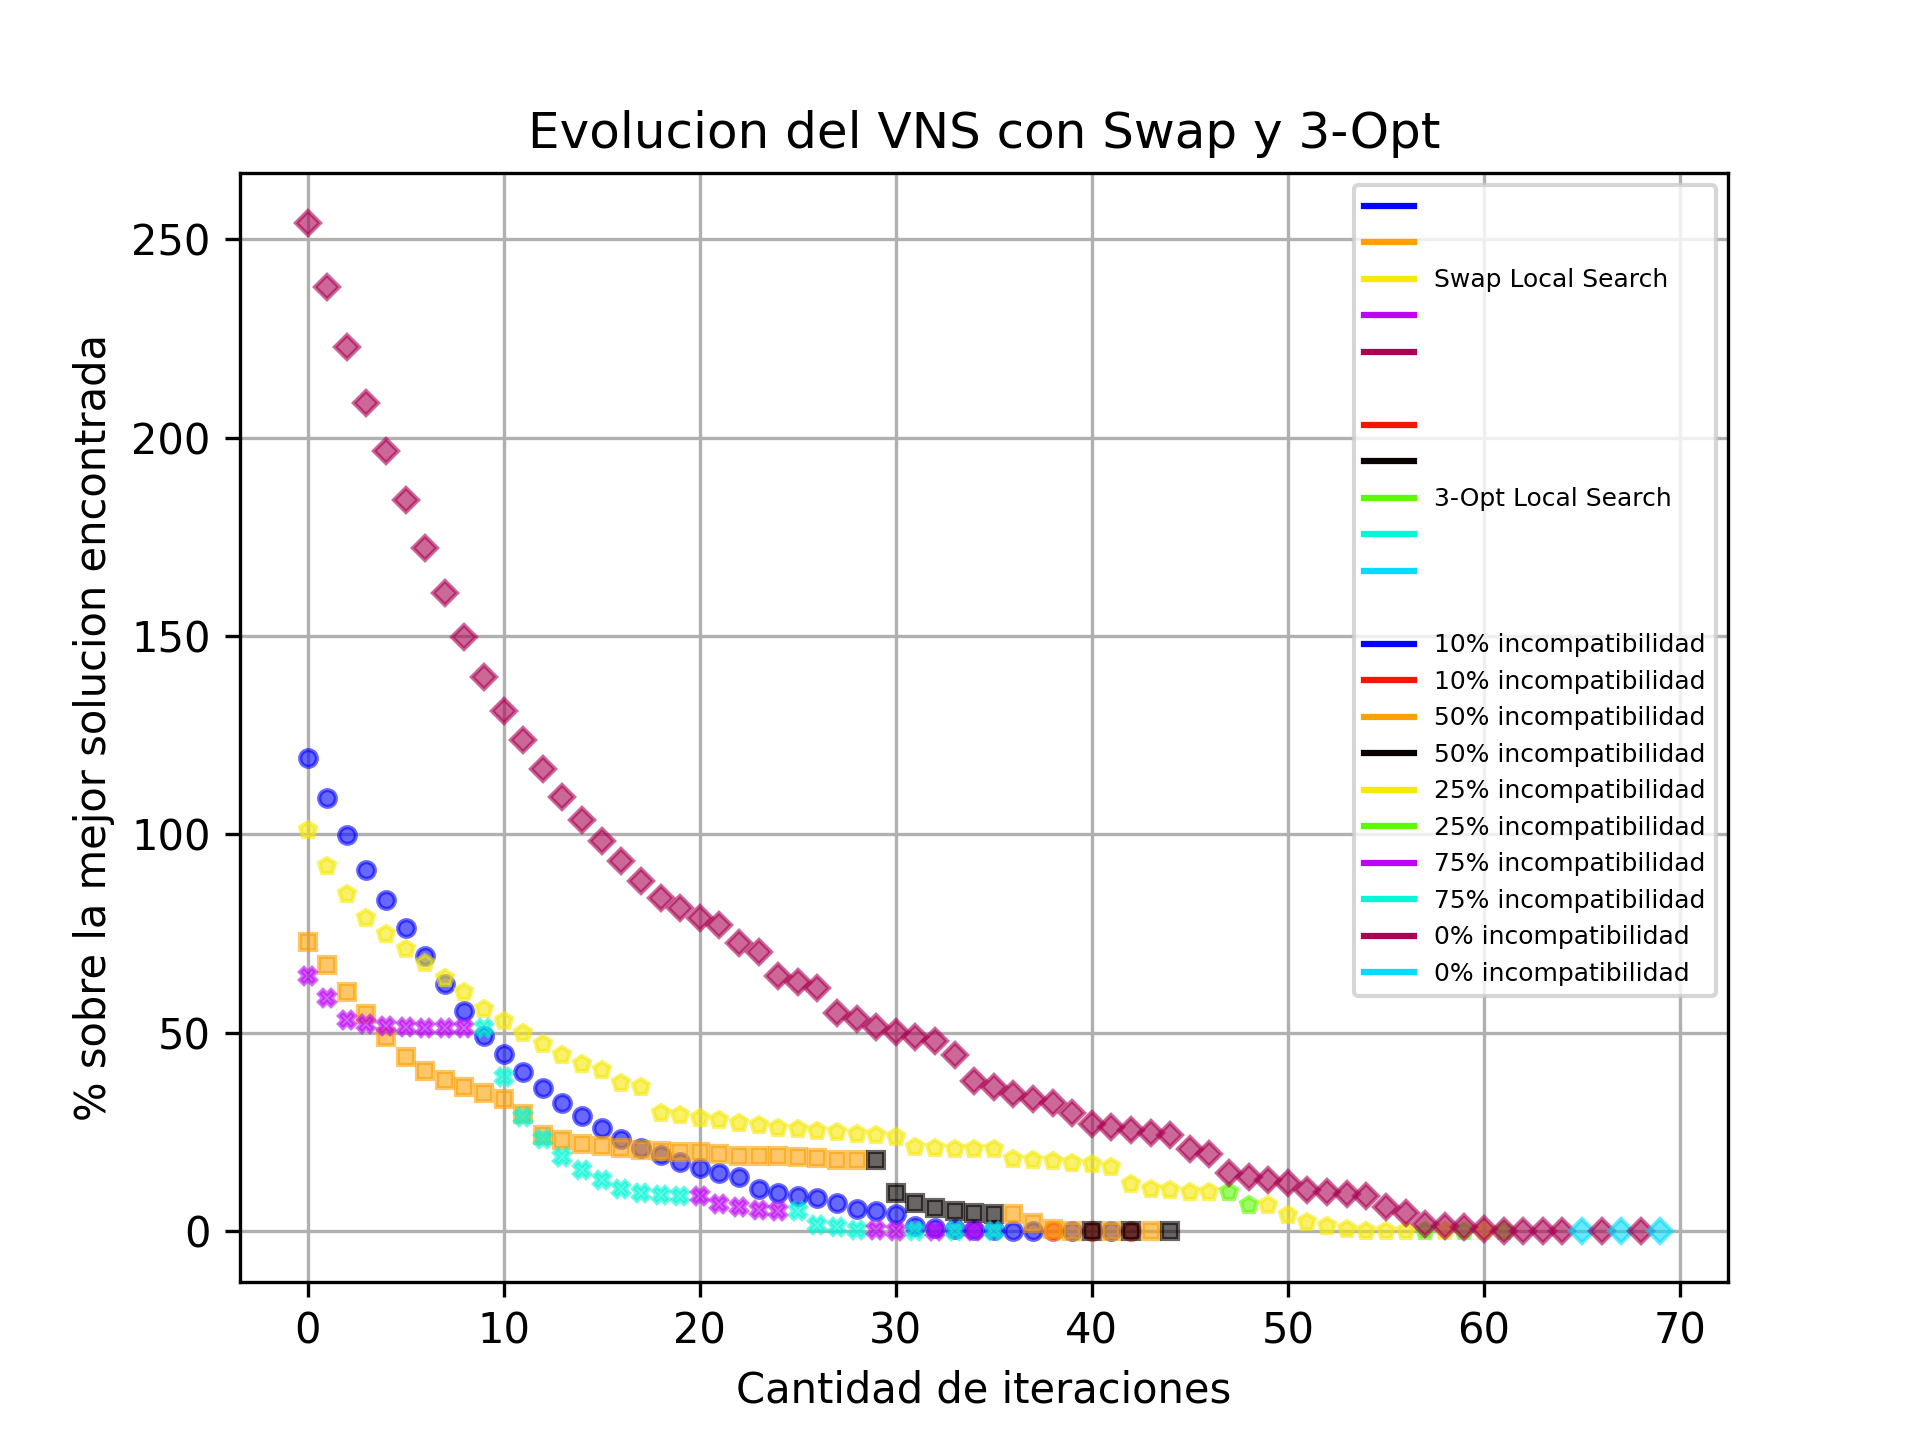 Evolucion del VNS con Swap y 3-Opt
% sobre la mejor solucion encontrada
250
200
150
100
50
0
Swap Local Search
3-Opt Local Search
10% incompatibilidad
10% incompatibilidad
50% incompatibilidad
50% incompatibilidad
25% incompatibilidad
25% incompatibilidad
75% incompatibilidad
75% incompatibilidad
0% incompatibilidad
0% incompatibilidad
0 10 20 30 40 50 60 70
Cantidad de iteraciones